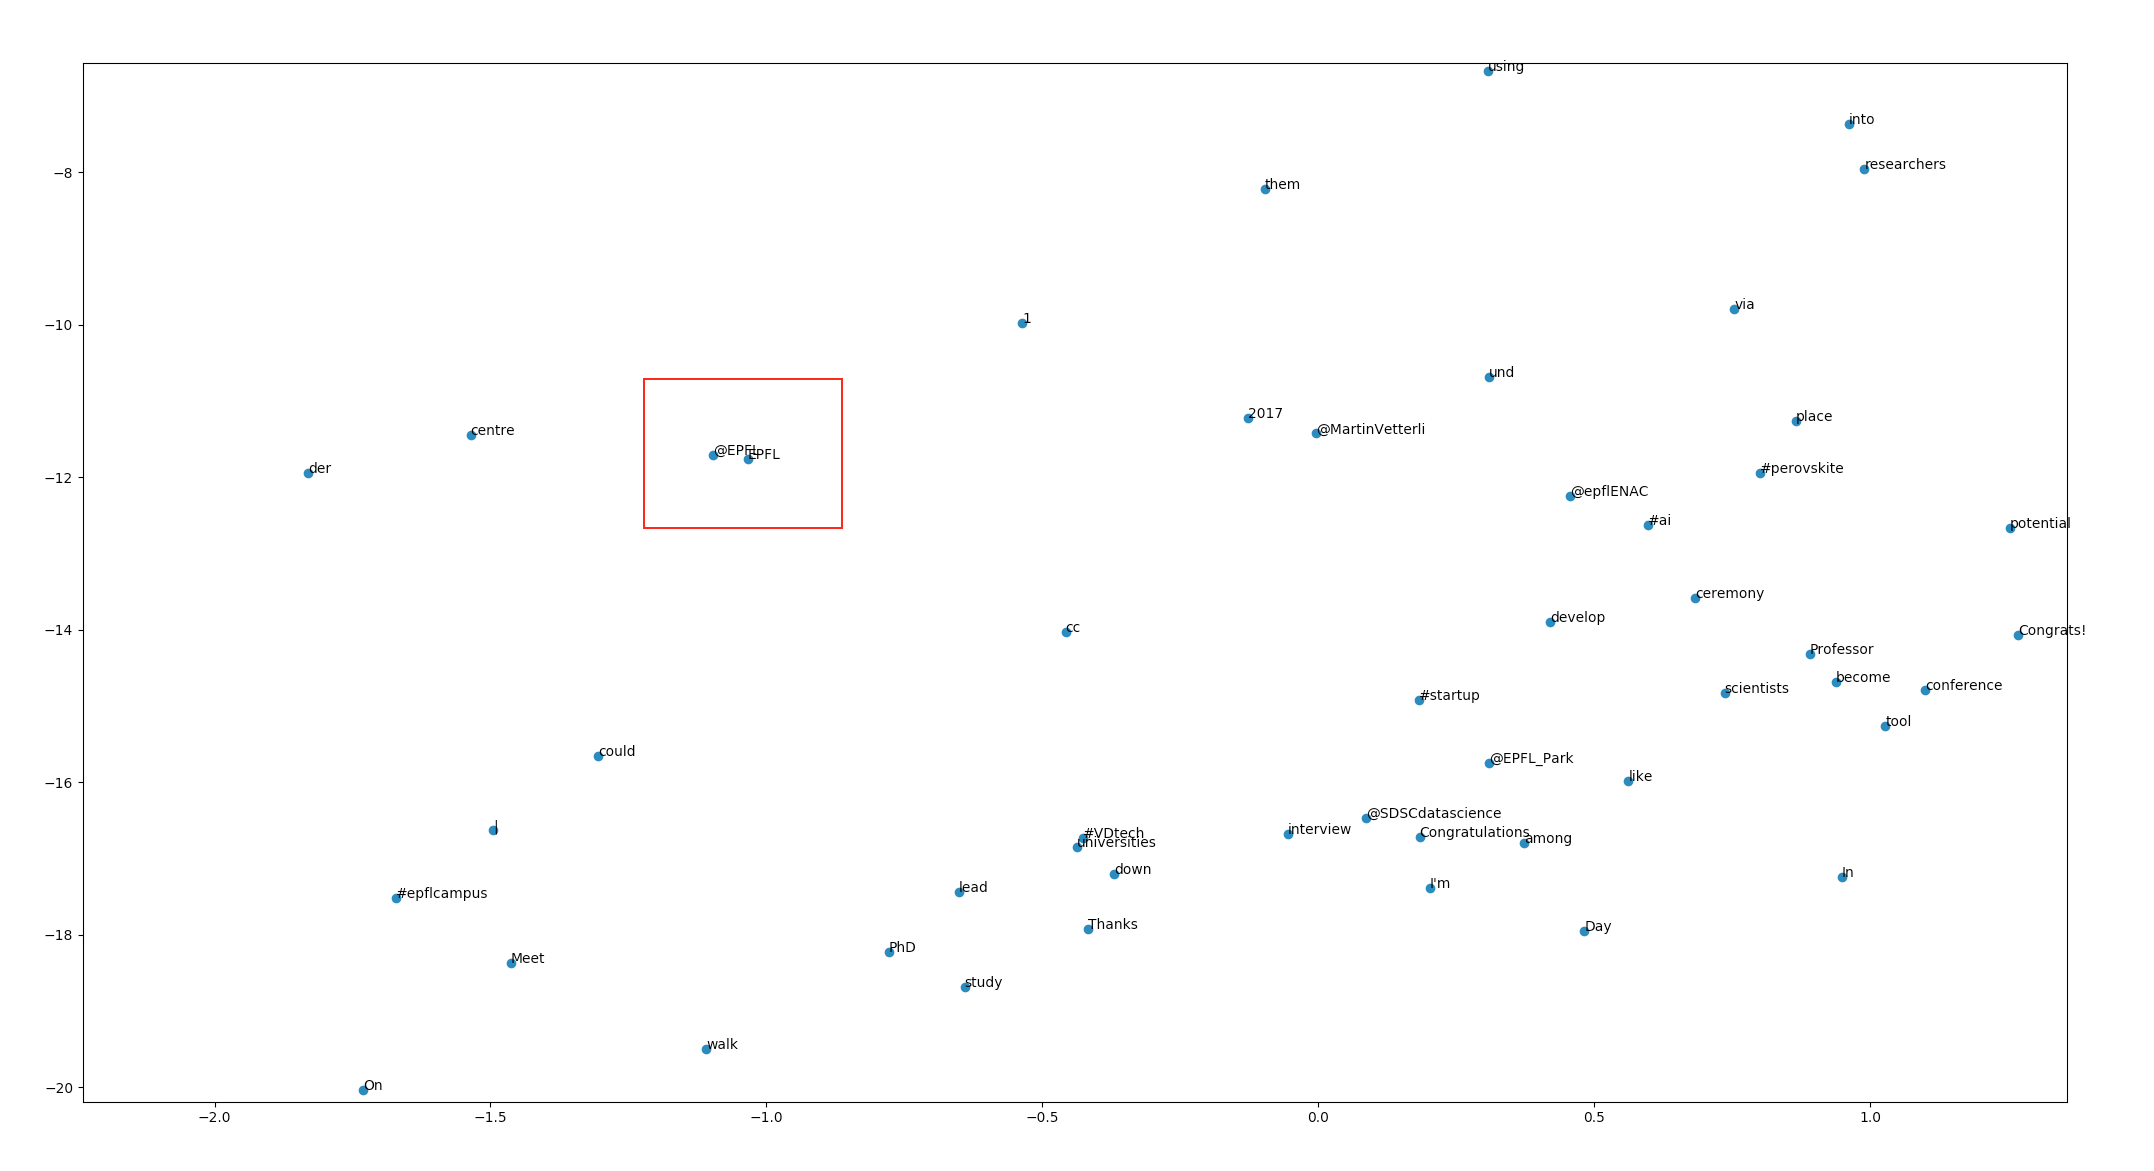 using
into
researchers
−8
them
via
1
−10
und
2017
place
@MartinVetterli
centre
@EPFL
EPFL
der
#perovskite
−12
@epflENAC
#ai
potential
ceremony
develop
cc
−14
Congrats!
Professor
become
conference
scientists
#startup
tool
could
@EPFL_Park
like
−16
@SDSCdatascience
interview
Congratulations
#VDtech
among
universities
down
In
I'm
lead
#epflcampus
Thanks
Day
−18
PhD
Meet
study
walk
On
−20
−2.0 −1.5 −1.0 −0.5 0.0 0.5 1.0